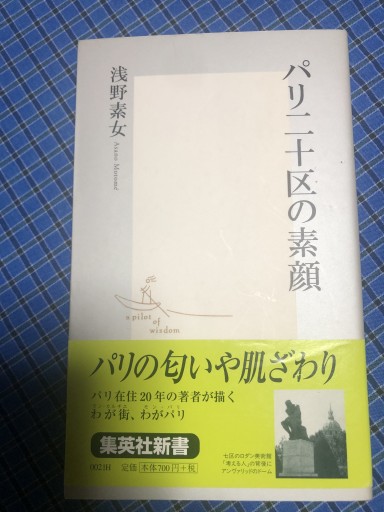 パリ二十区の素顔
浅野素女
Asano Motomé
a pilot
of
wisdom
パリの匂いや肌ざわり
パリ在住20年の著者が描く
わが街、わがパリ
集英社新書
定価 本体700円+税
七区のロダン美術館
「考える人」の背後に
アンヴァリッドのドーム